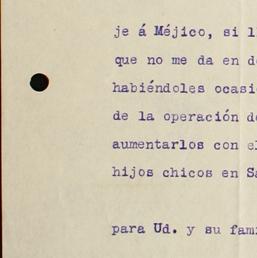 je á Méjico, si l
que no me da en d
habiéndoles ocasi
de la operación d
aumentarlos con e
hijos chicos en S
para Ud. y su fam